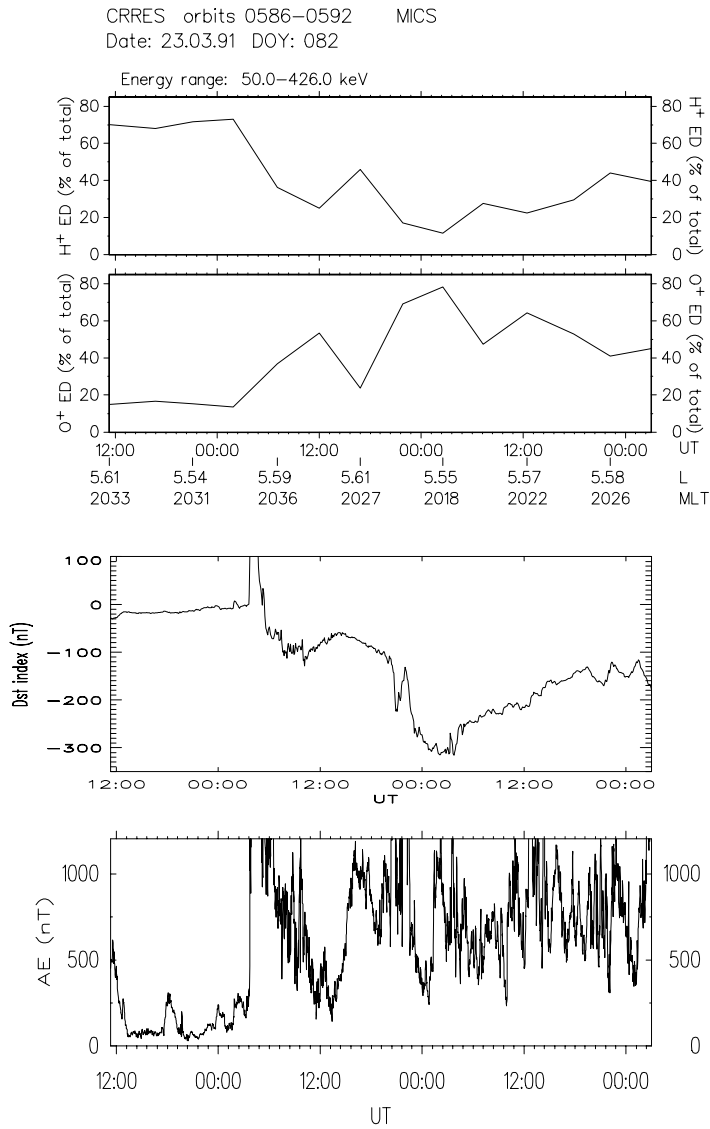 CRRES orbits 0586-0592 MICS
Date: 23.03.91 DOY: 082
Energy range: 50.0-426.0 keV
H+ ED (% of total)
80
60
40
20
0
80
60
40
20
0
H+ ED (% of total)
O+ ED (% of total)
80
60
40
20
0
80
60
40
20
0
O+ ED (% of total)
12:00 00:00 12:00 00:00 12:00 00:00 UT
5.61 5.54 5.59 5.61 5.55 5.57 5.58 L
2033 2031 2036 2027 2018 2022 2026 MLT
Dst index (nT)
100
0
-100
-200
-300
12:00 00:00 12:00 00:00 12:00 00:00
UT
AE (nT)
1000
500
0
1000
500
0
12:00 00:00 12:00 00:00 12:00 00:00
UT